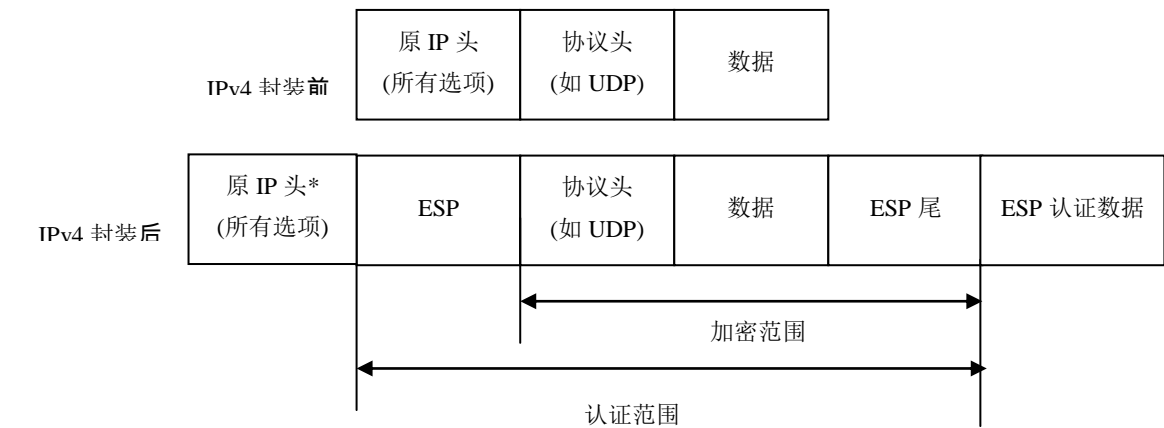 原 IP 头
(所有选项)
协议头
(如 UDP)
数据
IPv4 封装前
原 IP 头*
(所有选项)
ESP
协议头
(如 UDP)
数据
ESP 尾
ESP 认证数据
IPv4 封装后
加密范围
认证范围